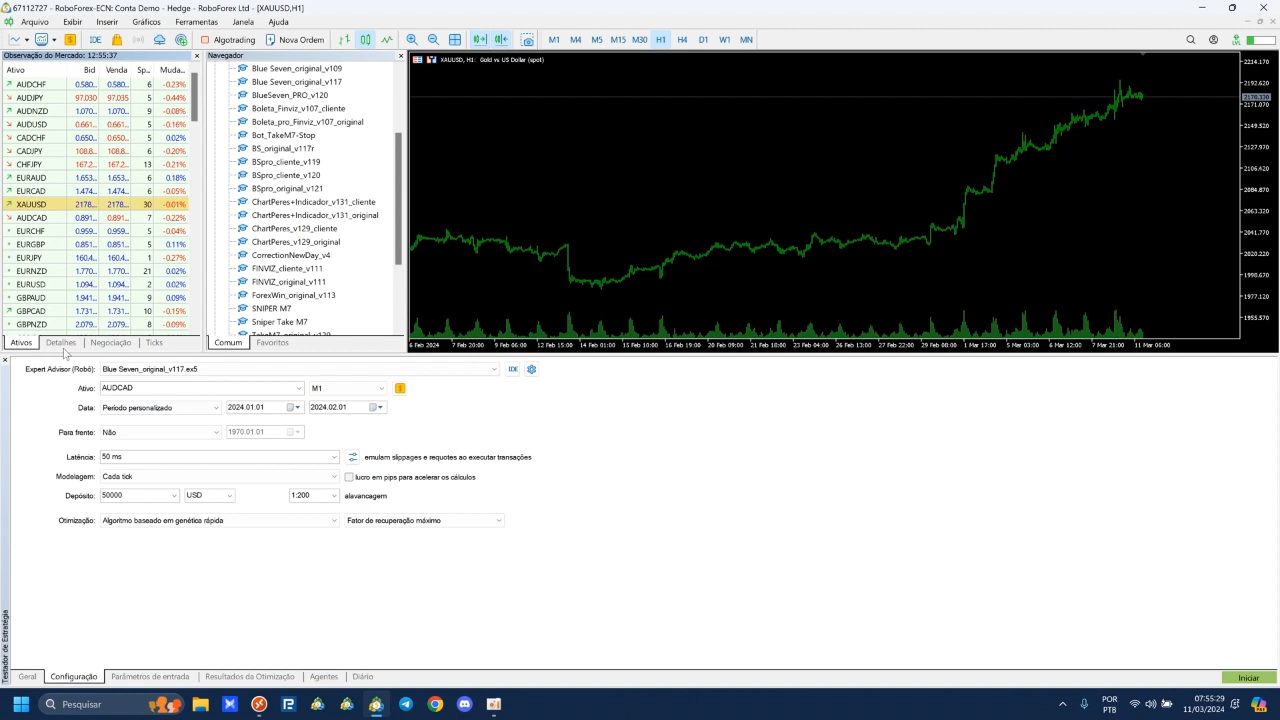 67112727 - RoboForex-ECN: Conta Demo - Hedge - RoboForex Ltd - [XAUUSD,H1]
Arquivo Exibir Inserir Gráficos Ferramentas Janela Ajuda
IDE Algotrading Nova Ordem M1 M4 M5 M15 M30 H1 H4 D1 W1 MN
Observação do Mercado: 12:55:37
Ativo Bid Venda Sp... Muda...
AUDCHF 0.580... 0.580... 6 -0.23%
AUDJPY 97.030 97.035 5 -0.44%
AUDNZD 1.070... 1.070... 9 -0.08%
AUDUSD 0.661... 0.661... 5 -0.16%
CADCHF 0.650... 0.650... 5 0.02%
CADJPY 108.8... 108.8... 6 -0.20%
CHFJPY 167.2... 167.2... 13 -0.21%
EURAUD 1.653... 1.653... 6 0.18%
EURCAD 1.474... 1.474... 6 -0.05%
XAUUSD 2178... 2178... 30 -0.01%
AUDCAD 0.891... 0.891... 7 -0.22%
EURCHF 0.959... 0.959... 5 -0.04%
EURGBP 0.851... 0.851... 5 0.11%
EURJPY 160.4... 160.4... 1 -0.27%
EURNZD 1.770... 1.770... 21 0.02%
EURUSD 1.094... 1.094... 2 0.02%
GBPAUD 1.941... 1.941... 9 0.09%
GBPCAD 1.731... 1.731... 10 -0.15%
GBPNZD 2.079... 2.079... 8 -0.09%
Ativos Detalhes Negociação Ticks
Navegador
Blue Seven_original_v109
Blue Seven_original_v117
BlueSeven_PRO_v120
Boleta_Finviz_v107_cliente
Boleta_pro_Finviz_v107_original
Bot_TakeM7+Stop
BS_original_v117r
BSpro_cliente_v119
BSpro_cliente_v120
BSpro_original_v121
ChartPeres+Indicador_v131_cliente
ChartPeres+Indicador_v131_original
ChartPeres_v129_cliente
ChartPeres_v129_original
CorrectionNewDay_v4
FINVIZ_cliente_v111
FINVIZ_original_v111
ForexWin_original_v113
SNIPER M7
Sniper Take M7
Comum Favoritos
XAUUSD, H1: Gold vs US Dollar (spot)
2214.170
2192.620
2178.330
2171.070
2149.520
2127.970
2106.420
2084.870
2063.320
2041.770
2020.220
1998.670
1977.120
1955.570
6 Feb 2024 7 Feb 20:00 9 Feb 06:00 12 Feb 15:00 14 Feb 01:00 15 Feb 10:00 16 Feb 19:00 20 Feb 09:00 21 Feb 18:00 23 Feb 04:00 26 Feb 13:00 27 Feb 22:00 29 Feb 08:00 1 Mar 17:00 5 Mar 03:00 6 Mar 12:00 7 Mar 21:00 11 Mar 06:00
Expert Advisor (Robô): Blue Seven_original_v117.ex5 IDE
Ativo: AUDCAD M1
Data: Período personalizado 2024.01.01 2024.02.01
Para frente: Não 1970.01.01
Latência: 50 ms emulam slippages e requotes ao executar transações
Modelagem: Cada tick lucro em pips para acelerar os cálculos
Depósito: 50000 USD 1:200 alavancagem
Otimização: Algoritmo baseado em genética rápida Fator de recuperação máximo
Testador de Estratégia
Geral Configuração Parâmetros de entrada Resultados da Otimização Agentes Diário Iniciar
Pesquisar
POR
PTB
07:55:29
11/03/2024